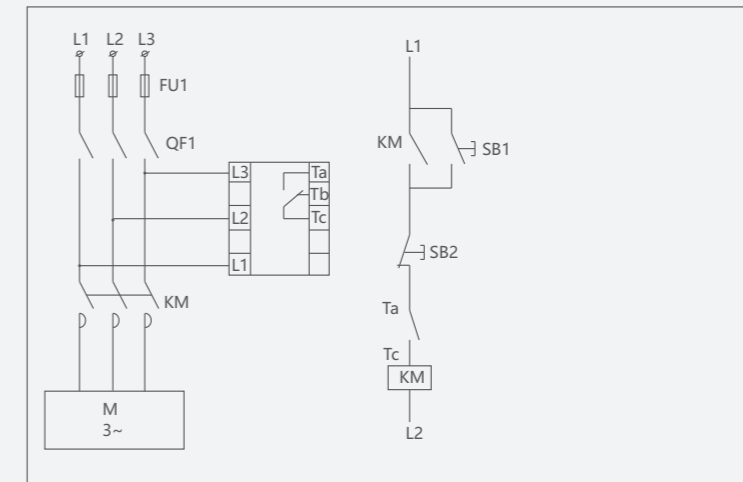 L1 L2 L3
FU1
QF1
L3 Ta
Tb
L2 Tc
L1
KM
M
3~
L1
KM SB1
SB2
Ta
Tc
KM
L2